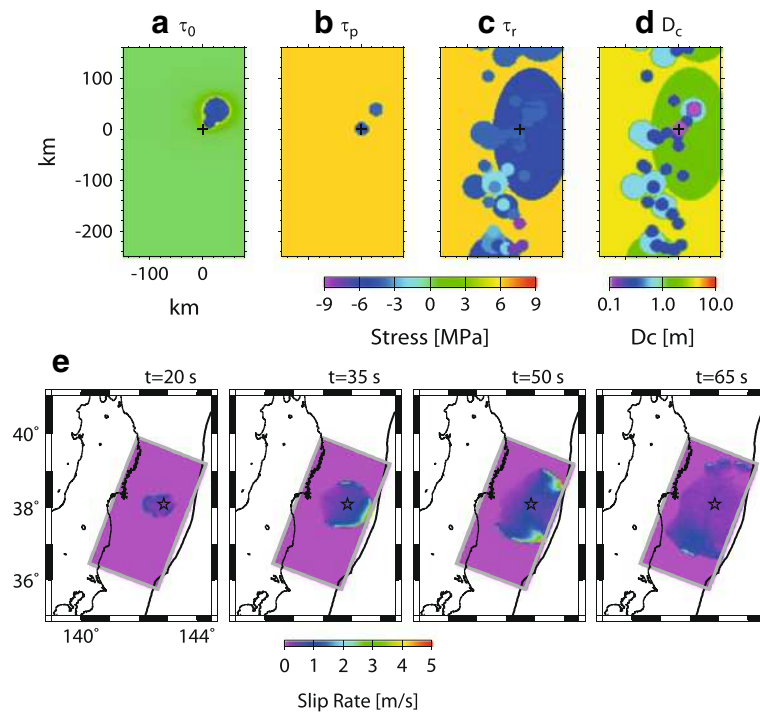 a τ0 b τp c τr d Dc
100
0
-100
-200
km
-100 0
km
-9 -6 -3 0 3 6 9
Stress [MPa]
0.1 1.0 10.0
Dc [m]
e
t=20 s t=35 s t=50 s t=65 s
40°
38°
36°
140° 144°
0 1 2 3 4 5
Slip Rate [m/s]